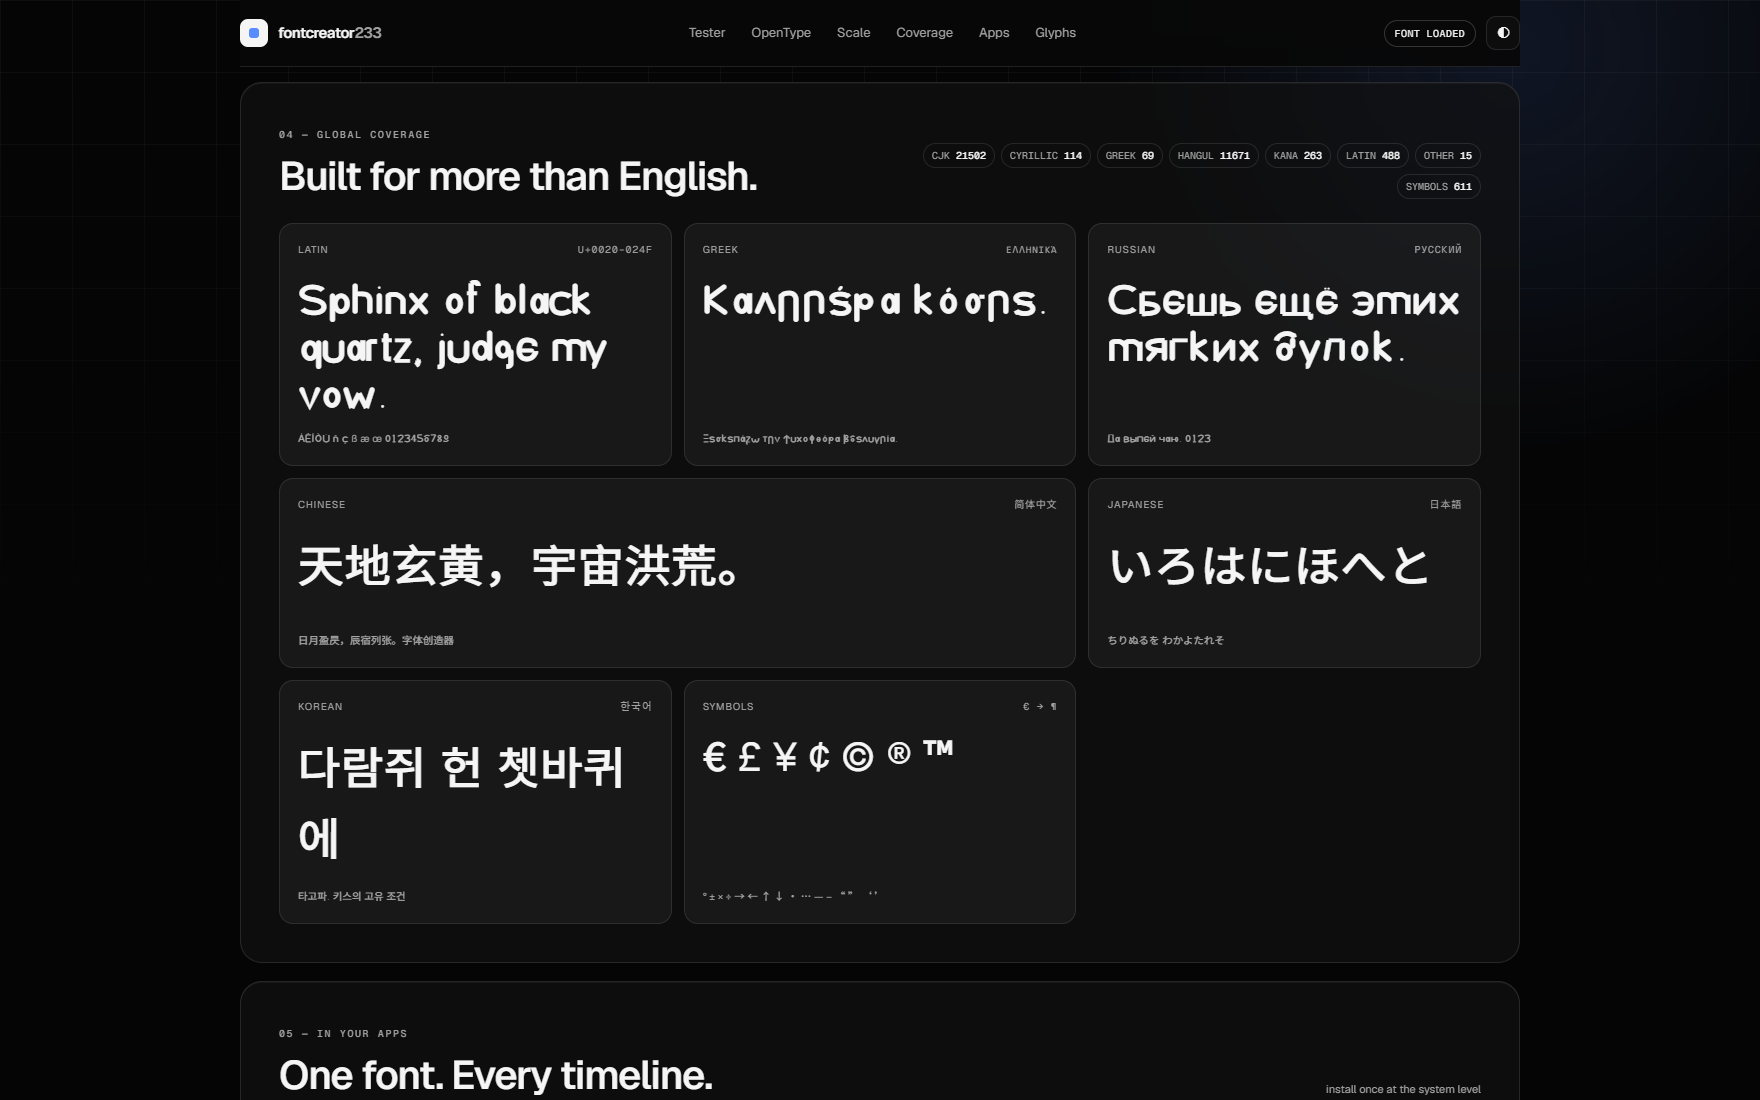 fontcreator233
Tester OpenType Scale Coverage Apps Glyphs
FONT LOADED
04 — GLOBAL COVERAGE
Built for more than English.
CJK 21502 CYRILLIC 114 GREEK 69 HANGUL 11671 KANA 263 LATIN 488 OTHER 15
SYMBOLS 611
LATIN U+0020–024F
Sphinx of black
quartz, judge my
vow.
ß æ œ 0123456789
GREEK ΕΛΛΗΝΙΚΆ
RUSSIAN РУССКИЙ
Съешь ещё этих
мягких булок.
Да выпей чаю. 0123
CHINESE 简体中文
天地玄黄，宇宙洪荒。
日月盈昃，辰宿列张。字体创造器
JAPANESE 日本語
いろはにほへと
ちりぬるを わかよたれそ
KOREAN 한국어
다람쥐 헌 쳇바퀴
에
타고파. 키스의 고유 조건
SYMBOLS € → ¶
€ £ ¥ ¢ © ® ™
° ± × ÷ → ← ↑ ↓ • … — – “ ” ‘ ’
05 — IN YOUR APPS
One font. Every timeline.
install once at the system level